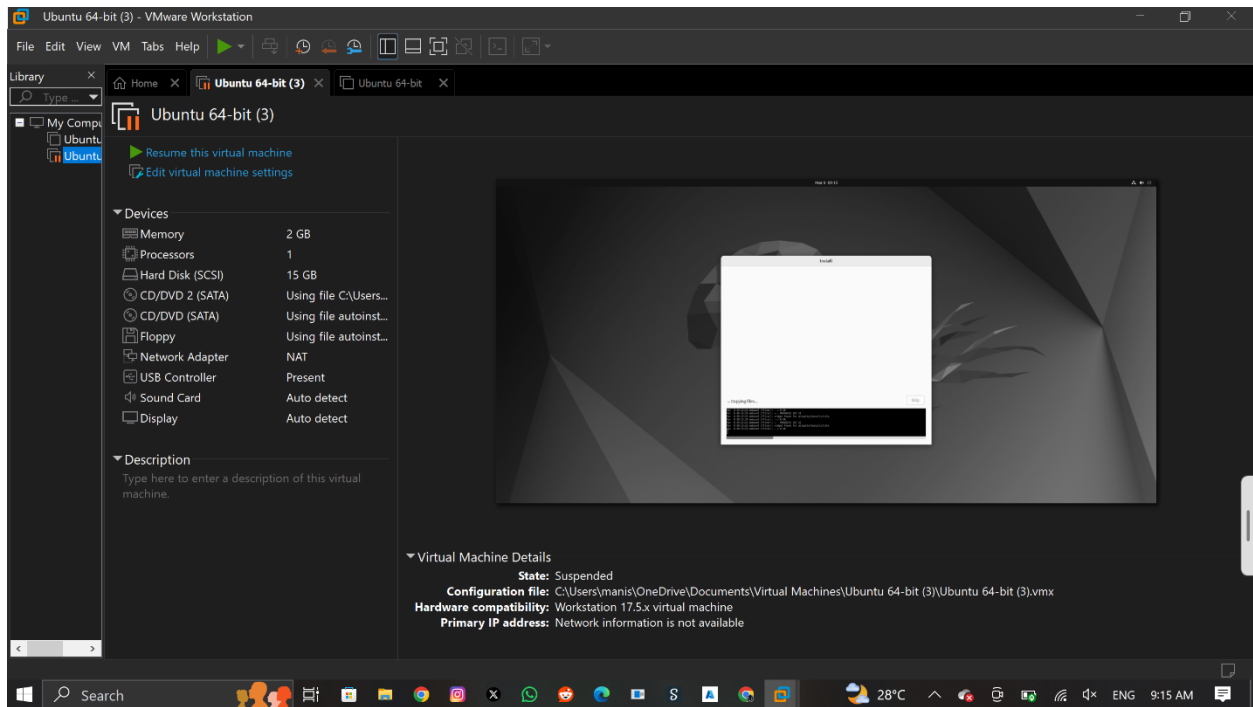 Ubuntu 64-bit (3) - VMware Workstation
File Edit View VM Tabs Help
Library
Type ...
My Compu
Ubuntu
Ubuntu
Home
Ubuntu 64-bit (3)
Ubuntu 64-bit
Ubuntu 64-bit (3)
Resume this virtual machine
Edit virtual machine settings
Devices
Memory 2 GB
Processors 1
Hard Disk (SCSI) 15 GB
CD/DVD 2 (SATA) Using file C:\Users...
CD/DVD (SATA) Using file autoinst...
Floppy Using file autoinst...
Network Adapter NAT
USB Controller Present
Sound Card Auto detect
Display Auto detect
Description
Type here to enter a description of this virtual
machine.
Install
Copying files...
Skip
Virtual Machine Details
State: Suspended
Configuration file: C:\Users\manis\OneDrive\Documents\Virtual Machines\Ubuntu 64-bit (3)\Ubuntu 64-bit (3).vmx
Hardware compatibility: Workstation 17.5.x virtual machine
Primary IP address: Network information is not available
Search
28°C
ENG
9:15 AM